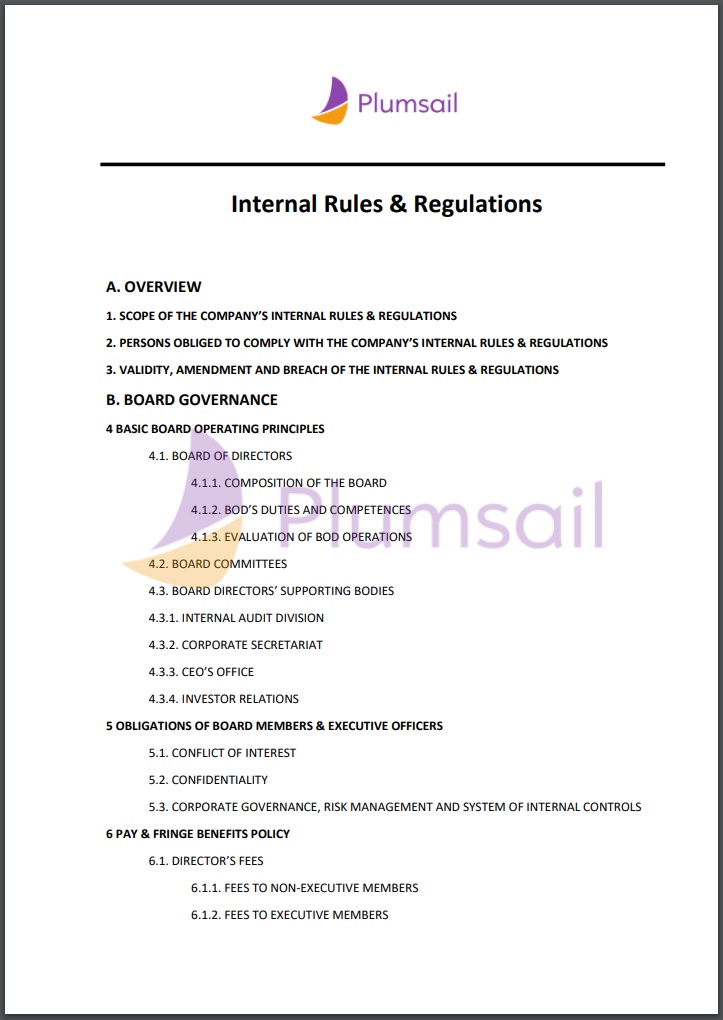 Plumsail
Internal Rules & Regulations
A. OVERVIEW
1. SCOPE OF THE COMPANY’S INTERNAL RULES & REGULATIONS
2. PERSONS OBLIGED TO COMPLY WITH THE COMPANY’S INTERNAL RULES & REGULATIONS
3. VALIDITY, AMENDMENT AND BREACH OF THE INTERNAL RULES & REGULATIONS
B. BOARD GOVERNANCE
4 BASIC BOARD OPERATING PRINCIPLES
4.1. BOARD OF DIRECTORS
4.1.1. COMPOSITION OF THE BOARD
4.1.2. BOD’S DUTIES AND COMPETENCES
Plumsail
4.1.3. EVALUATION OF BOD OPERATIONS
4.2. BOARD COMMITTEES
4.3. BOARD DIRECTORS’ SUPPORTING BODIES
4.3.1. INTERNAL AUDIT DIVISION
4.3.2. CORPORATE SECRETARIAT
4.3.3. CEO’S OFFICE
4.3.4. INVESTOR RELATIONS
5 OBLIGATIONS OF BOARD MEMBERS & EXECUTIVE OFFICERS
5.1. CONFLICT OF INTEREST
5.2. CONFIDENTIALITY
5.3. CORPORATE GOVERNANCE, RISK MANAGEMENT AND SYSTEM OF INTERNAL CONTROLS
6 PAY & FRINGE BENEFITS POLICY
6.1. DIRECTOR’S FEES
6.1.1. FEES TO NON-EXECUTIVE MEMBERS
6.1.2. FEES TO EXECUTIVE MEMBERS